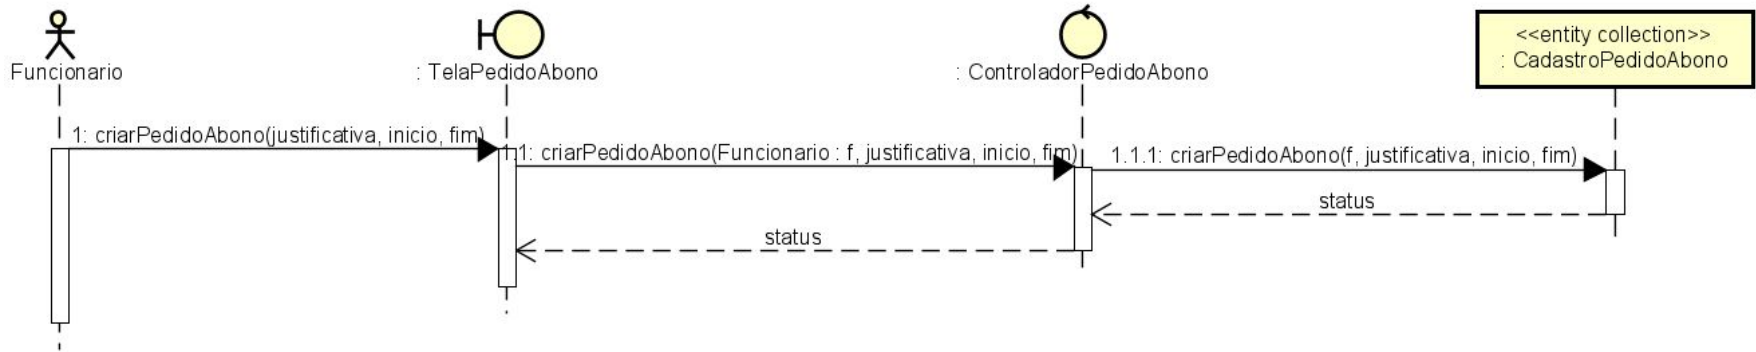 Funcionario
: TelaPedidoAbono
: ControladorPedidoAbono
<<entity collection>>
: CadastroPedidoAbono
1: criarPedidoAbono(justificativa, inicio, fim)
1.1: criarPedidoAbono(Funcionario : f, justificativa, inicio, fim)
1.1.1: criarPedidoAbono(f, justificativa, inicio, fim)
status
status